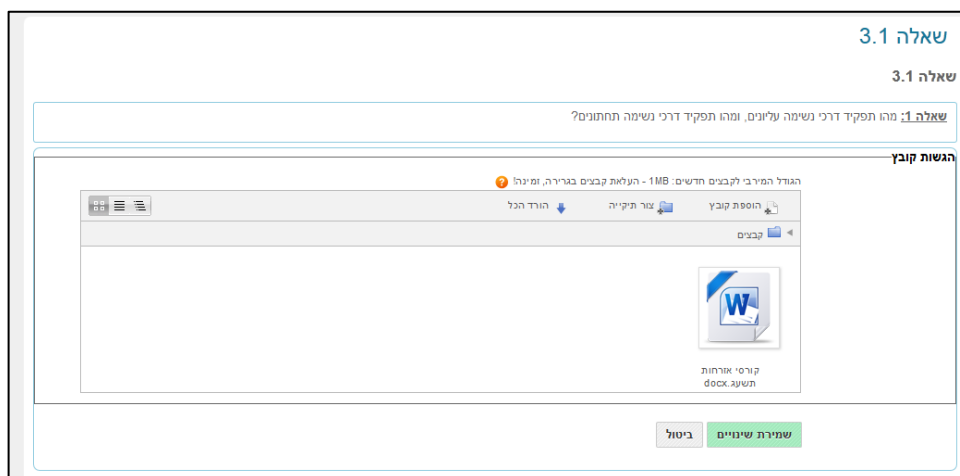 שאלה 3.1
שאלה 3.1
שאלה 1: מהו תפקיד דרכי נשימה עליונים, ומהו תפקיד דרכי נשימה תחתונים?
הגשות קובץ
הגודל המירבי לקבצים חדשים: 1MB - העלאת קבצים בגרירה, זמינה!
הוספת קובץ צור תיקייה הורד הכל
קבצים
W
קורסי אזרחות
תשעג.docx
שמירת שינויים ביטול